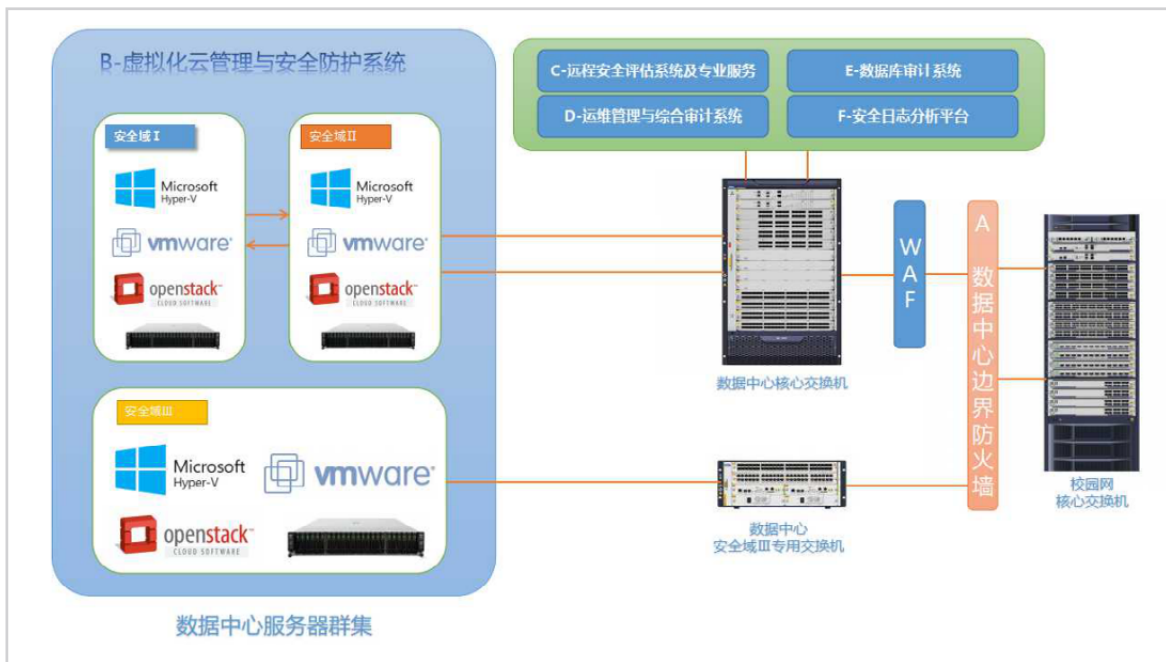 B-虚拟化云管理与安全防护系统
安全域Ⅰ
Microsoft
Hyper-V
vmware®
openstack™
CLOUD SOFTWARE
安全域Ⅱ
Microsoft
Hyper-V
vmware®
openstack™
CLOUD SOFTWARE
安全域Ⅲ
Microsoft
Hyper-V
vmware®
openstack™
CLOUD SOFTWARE
数据中心服务器群集
C-远程安全评估系统及专业服务
E-数据库审计系统
D-运维管理与综合审计系统
F-安全日志分析平台
数据中心核心交换机
WAF
A 数据中心边界防火墙
数据中心
安全域Ⅲ专用交换机
校园网
核心交换机